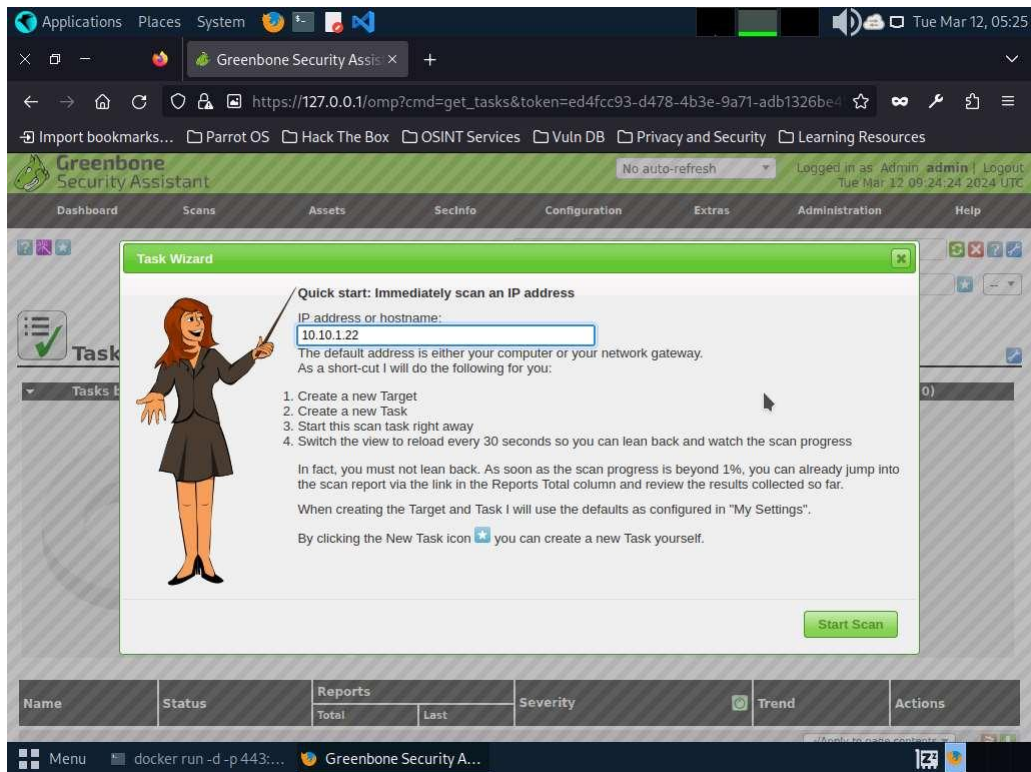 Applications Places System Tue Mar 12, 05:25
Greenbone Security Assis
https://127.0.0.1/omp?cmd=get_tasks&token=ed4fcc93-d478-4b3e-9a71-adb1326be4
Import bookmarks... Parrot OS Hack The Box OSINT Services Vuln DB Privacy and Security Learning Resources
Greenbone
Security Assistant
No auto-refresh
Logged in as Admin admin | Logout
Tue Mar 12 09:24:24 2024 UTC
Dashboard Scans Assets SecInfo Configuration Extras Administration Help
Task Wizard
Quick start: Immediately scan an IP address
IP address or hostname:
10.10.1.22
The default address is either your computer or your network gateway.
As a short-cut I will do the following for you:
1. Create a new Target
2. Create a new Task
3. Start this scan task right away
4. Switch the view to reload every 30 seconds so you can lean back and watch the scan progress
In fact, you must not lean back. As soon as the scan progress is beyond 1%, you can already jump into
the scan report via the link in the Reports Total column and review the results collected so far.
When creating the Target and Task I will use the defaults as configured in "My Settings".
By clicking the New Task icon you can create a new Task yourself.
Start Scan
Task
Tasks b 0)
Name Status Reports Severity Trend Actions
Total Last
√Apply to page contents
Menu docker run -d -p 443:... Greenbone Security A...